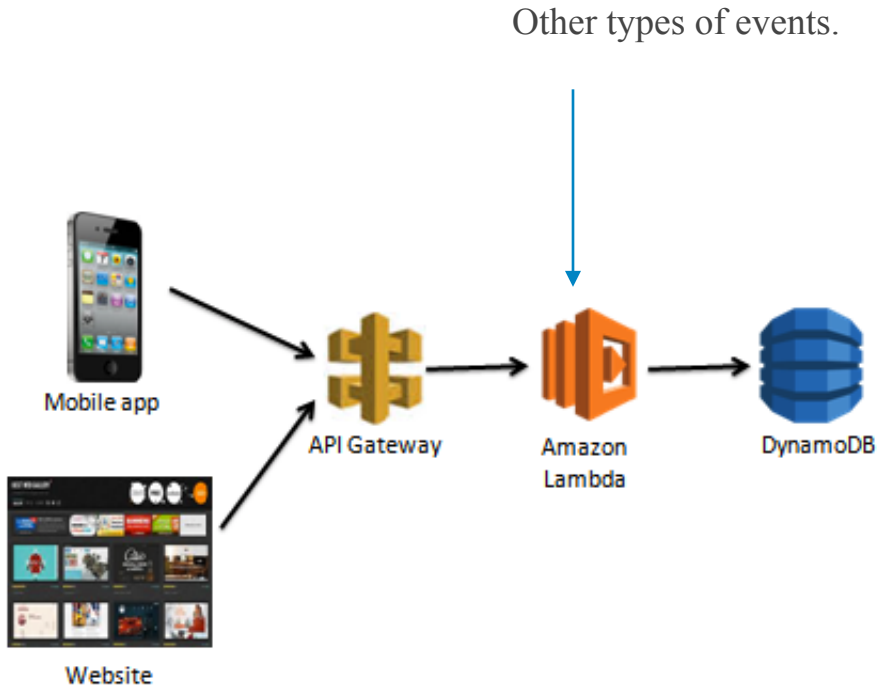 Other types of events.
Mobile app
API Gateway
Amazon
Lambda
DynamoDB
Website